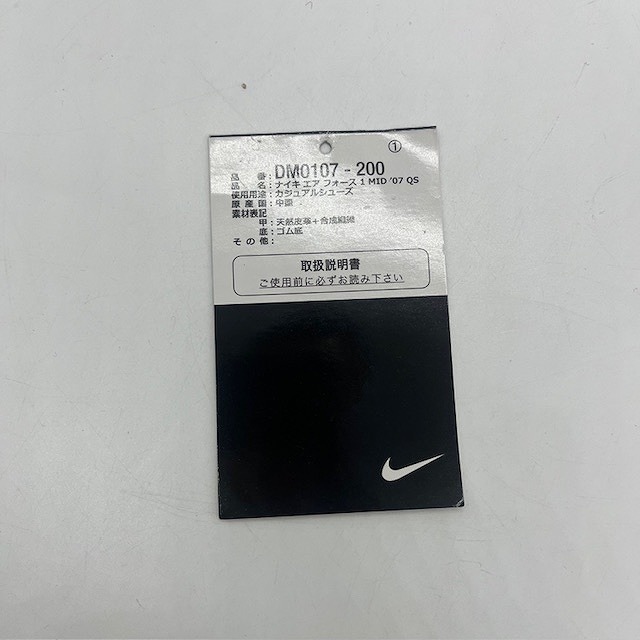 ①
品 番 : DM0107 - 200
品 名 : ナイキ エア フォース 1 MID '07 QS
使用用途 : カジュアルシューズ
原 産 国 : 中国
素材表記
甲 : 天然皮革+合成繊維
底 : ゴム底
そ の 他 :
取扱説明書
ご使用前に必ずお読み下さい